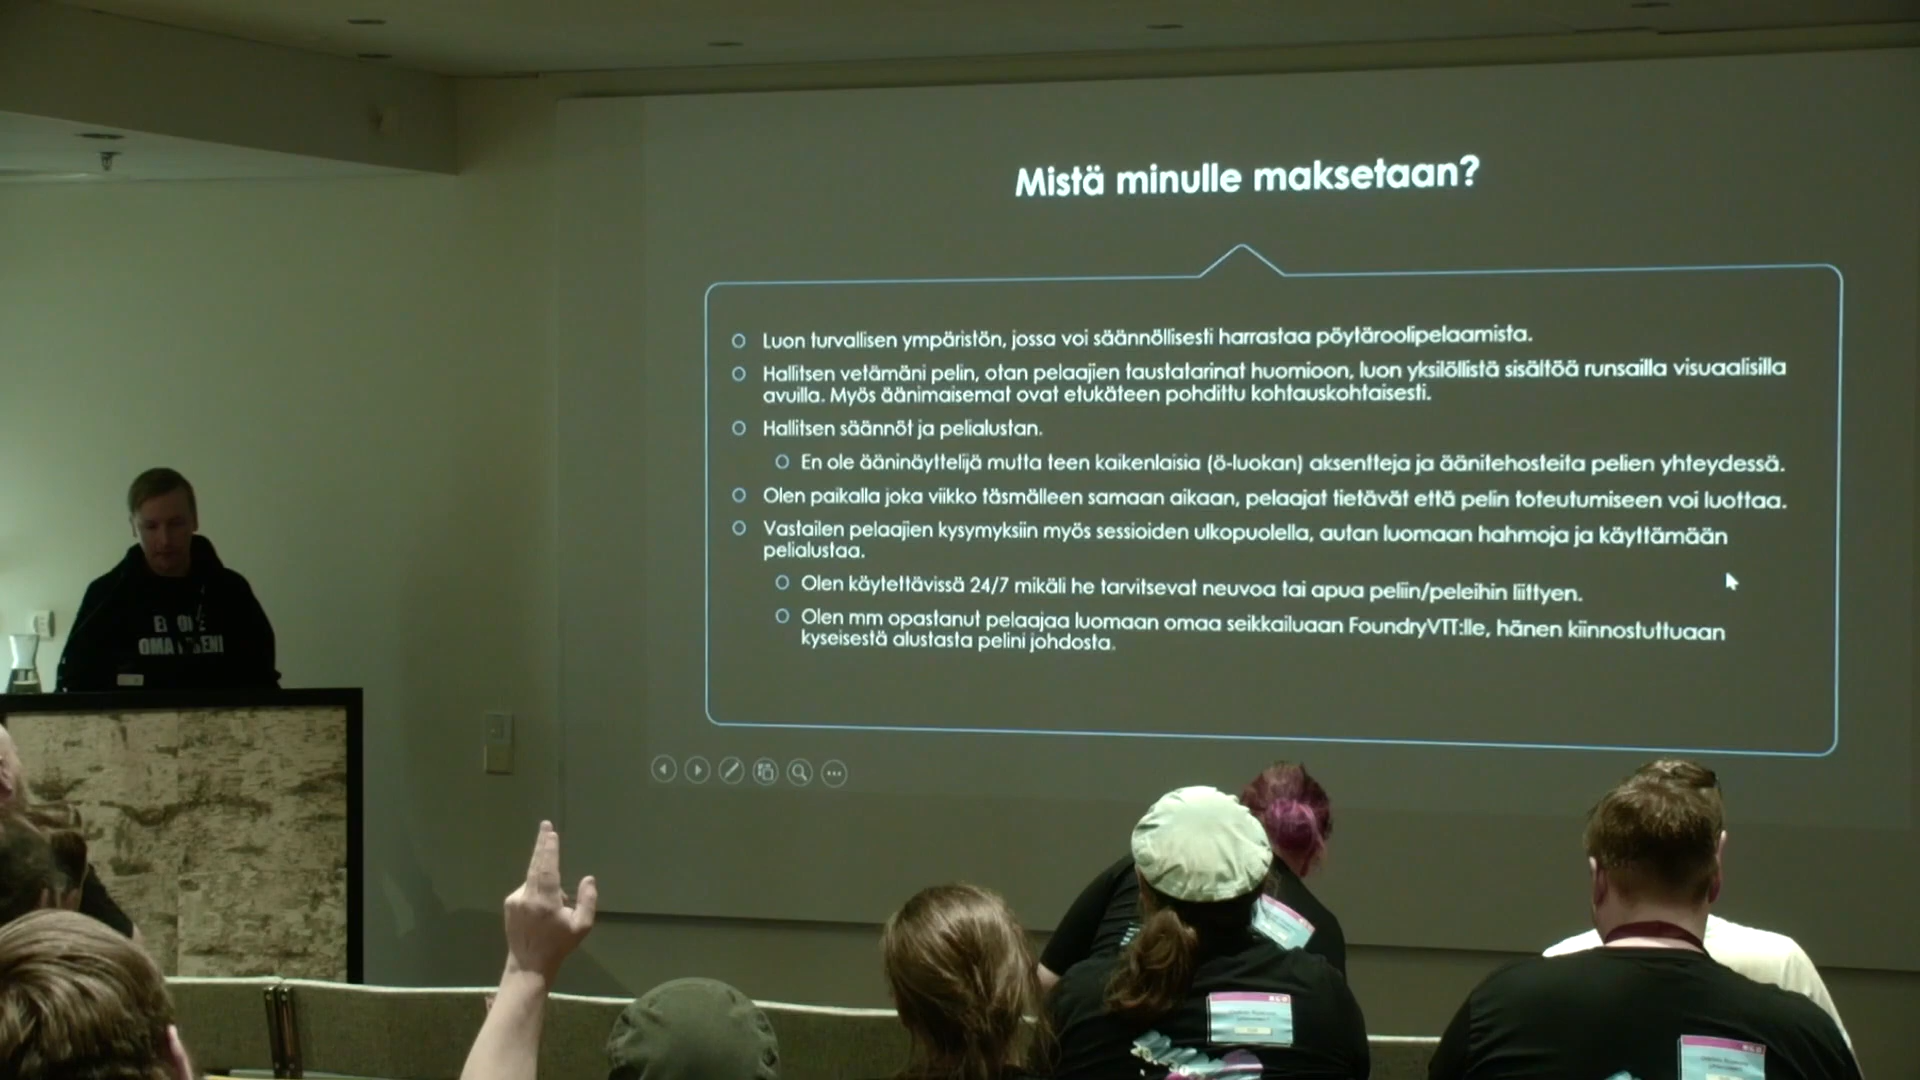 Mistä minulle maksetaan?
Luon turvallisen ympäristön, jossa voi säännöllisesti harrastaa pöytäroolipelaamista.
Hallitsen vetämäni pelin, otan pelaajien taustatarinat huomioon, luon yksilöllistä sisältöä runsailla visuaalisilla
avuilla. Myös äänimaisemat ovat etukäteen pohdittu kohtauskohtaisesti.
Hallitsen säännöt ja pelialustan.
En ole ääninäyttelijä mutta teen kaikenlaisia (ö-luokan) aksentteja ja äänitehosteita pelien yhteydessä.
Olen paikalla joka viikko täsmälleen samaan aikaan, pelaajat tietävät että pelin toteutumiseen voi luottaa.
Vastailen pelaajien kysymyksiin myös sessioiden ulkopuolella, autan luomaan hahmoja ja käyttämään
pelialustaa.
Olen käytettävissä 24/7 mikäli he tarvitsevat neuvoa tai apua peliin/peleihin liittyen.
Olen mm opastanut pelaajaa luomaan omaa seikkailuaan FoundryVTT:lle, hänen kiinnostuttuaan
kyseisestä alustasta pelini johdosta.
OMA